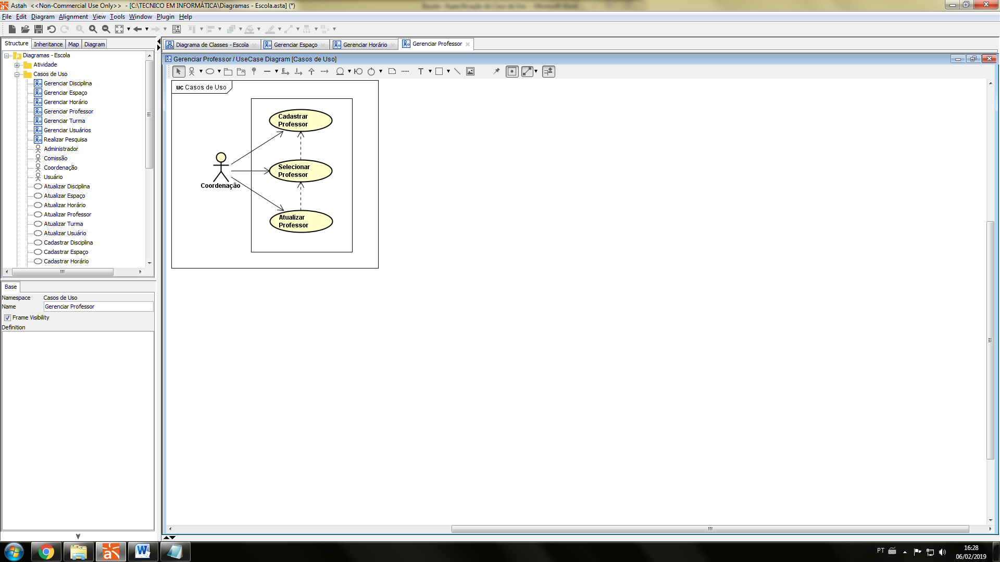 Astah <<Non-Commercial Use Only>> - [C:\TECNICO EM INFORMÁTICA\Diagramas - Escola.asta] (*)
File Edit Diagram Alignment View Tools Window Plugin Help
Structure Inheritance Map Diagram
Diagrama de Classes - Escola Gerenciar Espaço Gerenciar Horário Gerenciar Professor
Gerenciar Professor / UseCase Diagram [Casos de Uso]
Diagramas - Escola
Atividade
Casos de Uso
Gerenciar Disciplina
Gerenciar Espaço
Gerenciar Horário
Gerenciar Professor
Gerenciar Turma
Gerenciar Usuários
Realizar Pesquisa
Administrador
Comissão
Coordenação
Usuário
Atualizar Disciplina
Atualizar Espaço
Atualizar Horário
Atualizar Professor
Atualizar Turma
Atualizar Usuário
Cadastrar Disciplina
Cadastrar Espaço
Cadastrar Horário
Base
Namespace Casos de Uso
Name Gerenciar Professor
Frame Visibility
Definition
uc Casos de Uso
Cadastrar
Professor
Selecionar
Professor
Coordenação
Atualizar
Professor
PT
16:28
06/02/2019